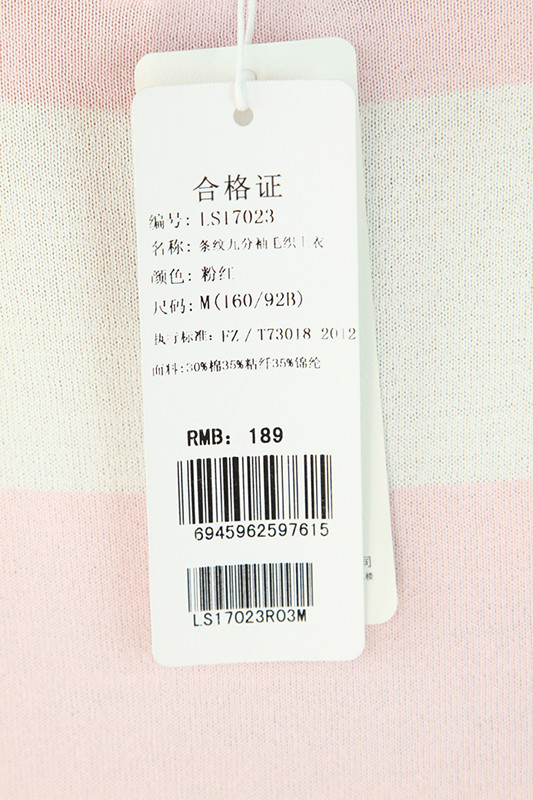 合格证
编号: LS17023
名称: 条纹九分袖毛织上衣
颜色: 粉红
尺码: M(160/92B)
执行标准: FZ/T73018 2012
面料:30%棉35%粘纤35%锦纶
RMB: 189
6945962597615
LS17023R03M
司
楼